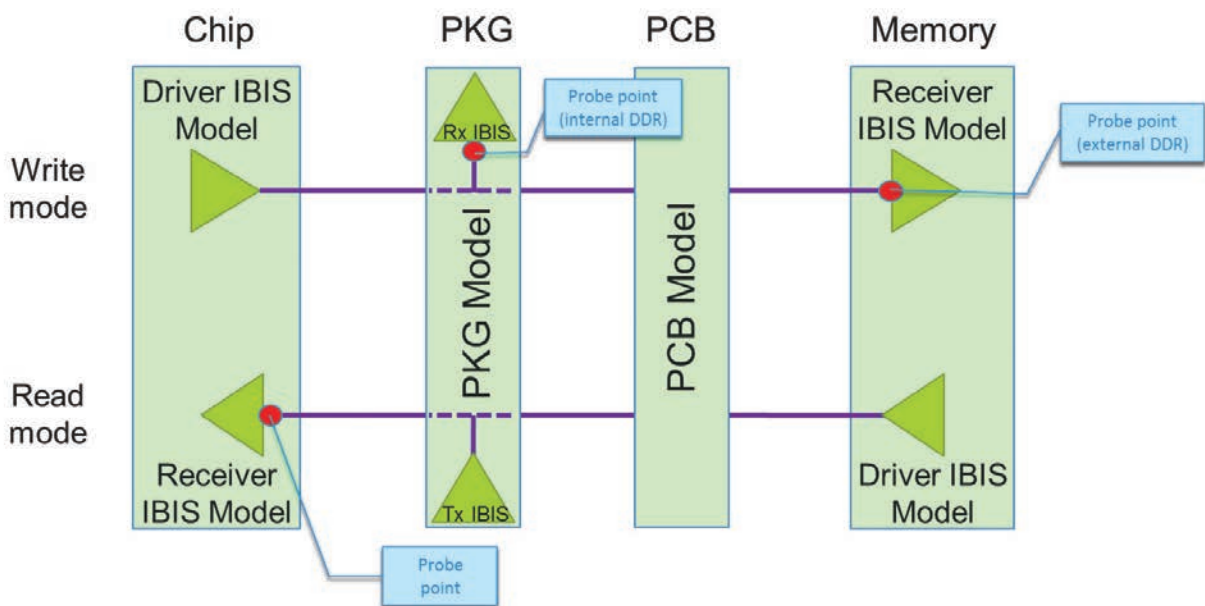 Chip
PKG
PCB
Memory
Driver IBIS
Model
Rx IBIS
Probe point
(internal DDR)
Receiver
IBIS Model
Probe point
(external DDR)
Write
mode
PKG Model
PCB Model
Read
mode
Receiver
IBIS Model
Tx IBIS
Driver IBIS
Model
Probe
point